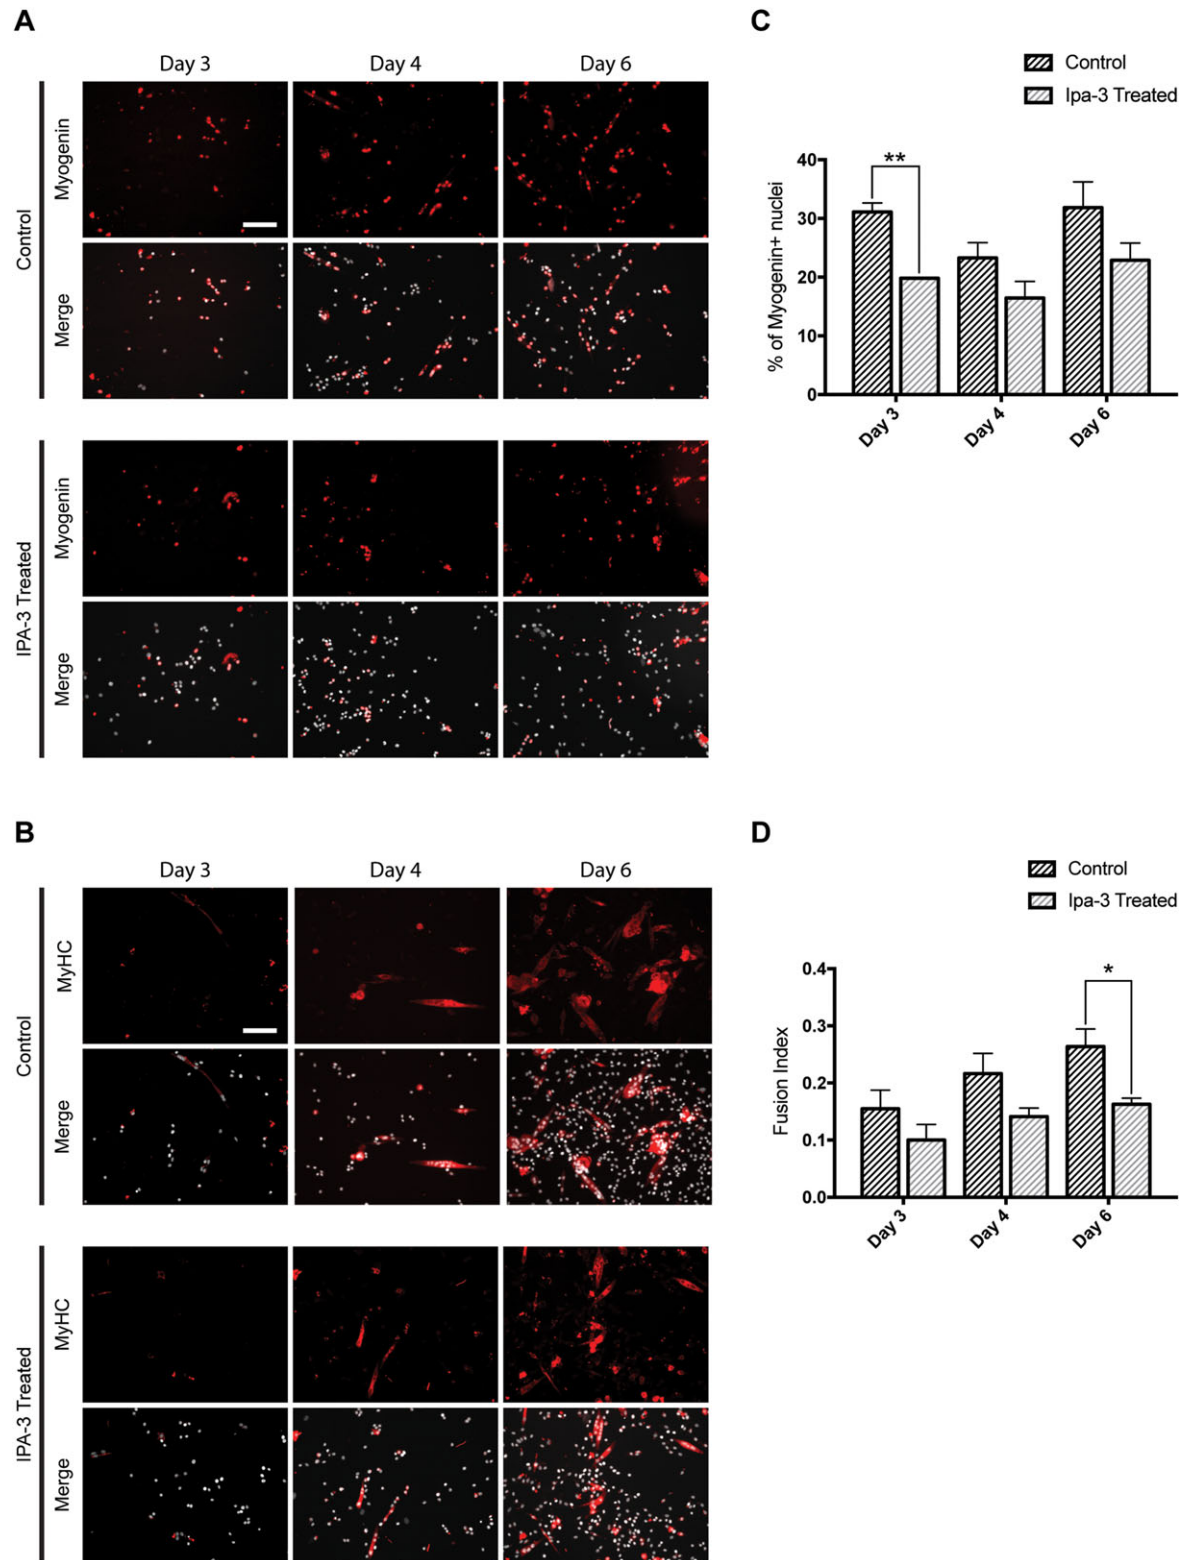 A
Day 3 Day 4 Day 6
Control
Myogenin
Merge
IPA-3 Treated
Myogenin
Merge
C
Control
Ipa-3 Treated
% of Myogenin+ nuclei
40
30
20
10
0
**
Day 3 Day 4 Day 6
B
Day 3 Day 4 Day 6
Control
MyHC
Merge
IPA-3 Treated
MyHC
Merge
D
Control
Ipa-3 Treated
Fusion Index
0.4
0.3
0.2
0.1
0.0
*
Day 3 Day 4 Day 6